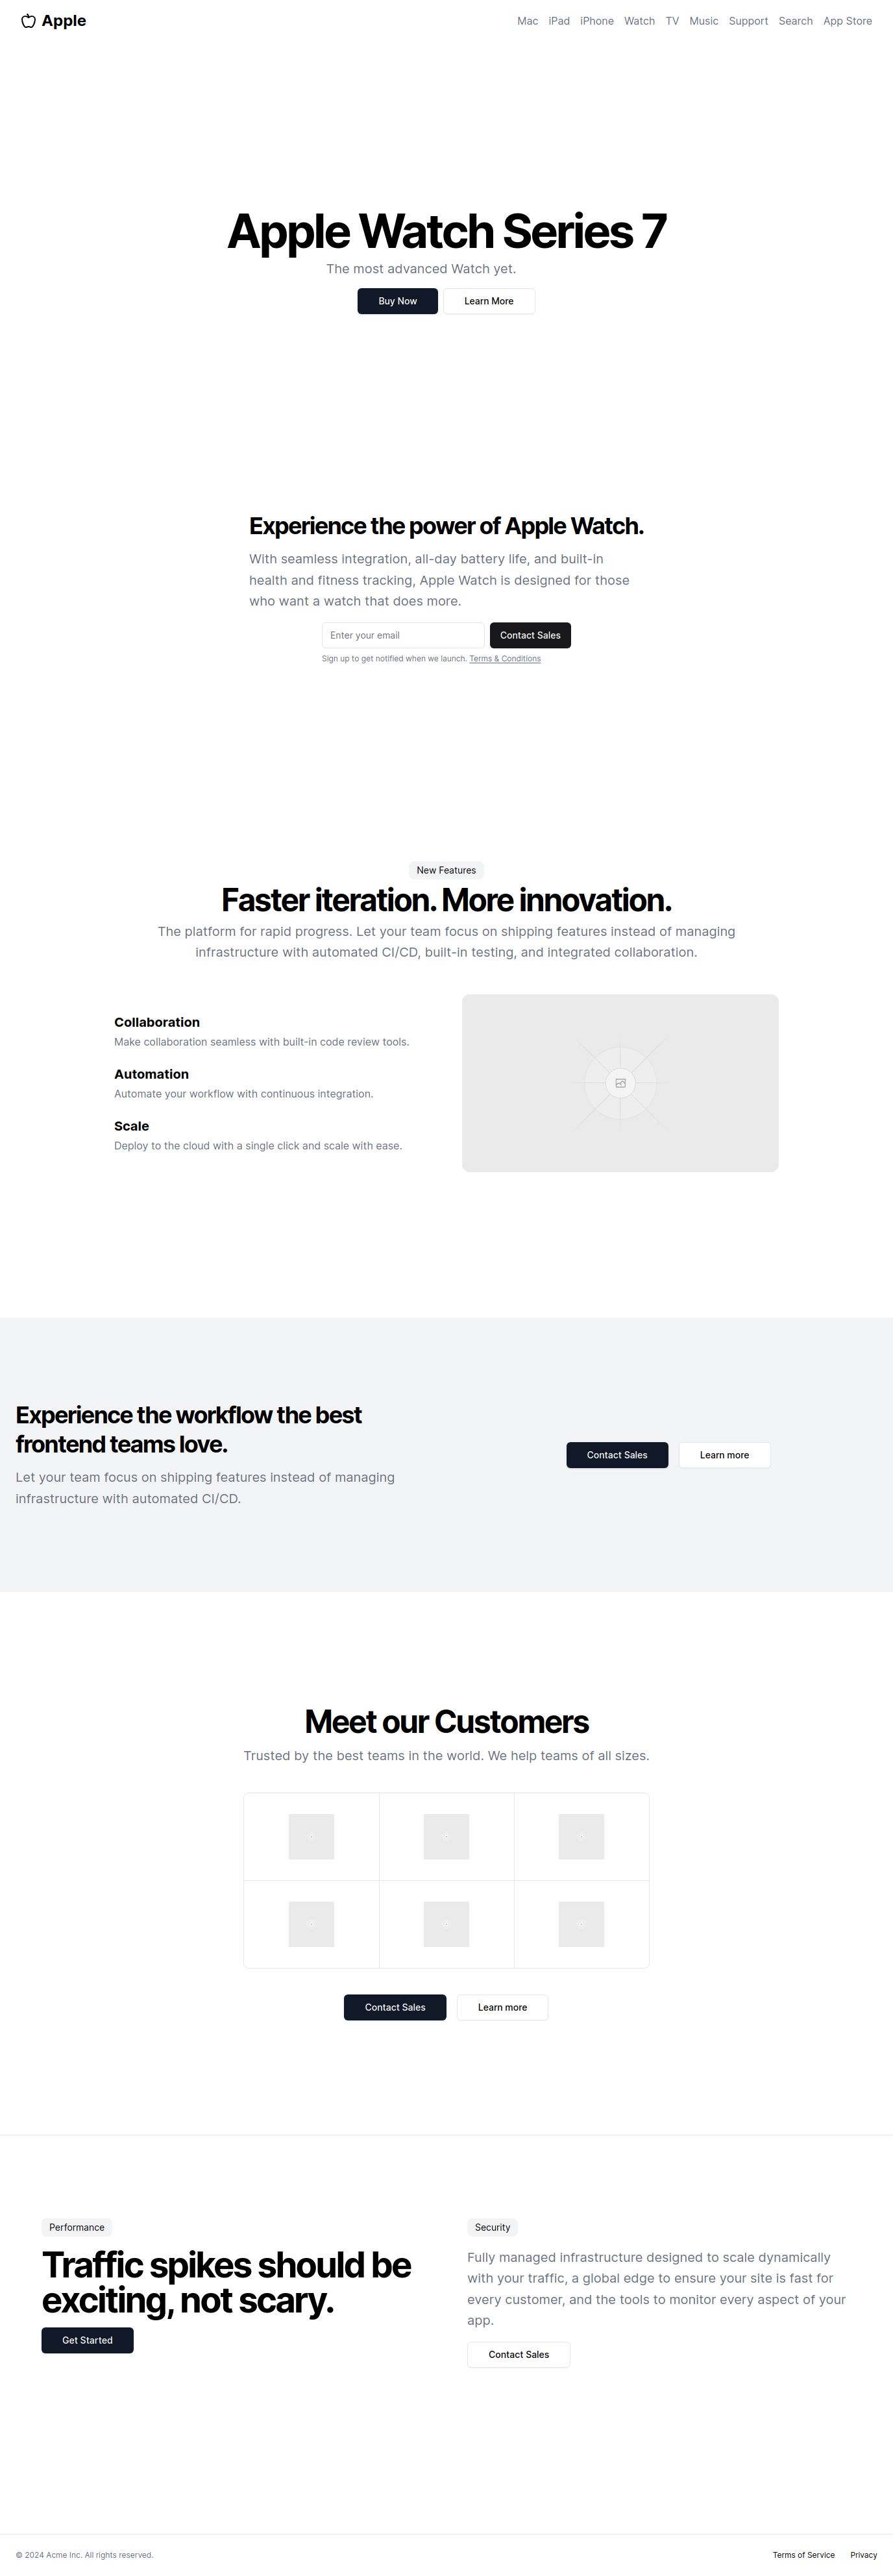 Apple
Mac iPad iPhone Watch TV Music Support Search App Store
Apple Watch Series 7
The most advanced Watch yet.
Buy Now Learn More
Experience the power of Apple Watch.
With seamless integration, all-day battery life, and built-in
health and fitness tracking, Apple Watch is designed for those
who want a watch that does more.
Enter your email Contact Sales
Sign up to get notified when we launch. Terms & Conditions
New Features
Faster iteration. More innovation.
The platform for rapid progress. Let your team focus on shipping features instead of managing
infrastructure with automated CI/CD, built-in testing, and integrated collaboration.
Collaboration
Make collaboration seamless with built-in code review tools.
Automation
Automate your workflow with continuous integration.
Scale
Deploy to the cloud with a single click and scale with ease.
Experience the workflow the best
frontend teams love.
Let your team focus on shipping features instead of managing
infrastructure with automated CI/CD.
Contact Sales Learn more
Meet our Customers
Trusted by the best teams in the world. We help teams of all sizes.
Contact Sales Learn more
Performance
Traffic spikes should be
exciting, not scary.
Get Started
Security
Fully managed infrastructure designed to scale dynamically
with your traffic, a global edge to ensure your site is fast for
every customer, and the tools to monitor every aspect of your
app.
Contact Sales
© 2024 Acme Inc. All rights reserved.
Terms of Service Privacy